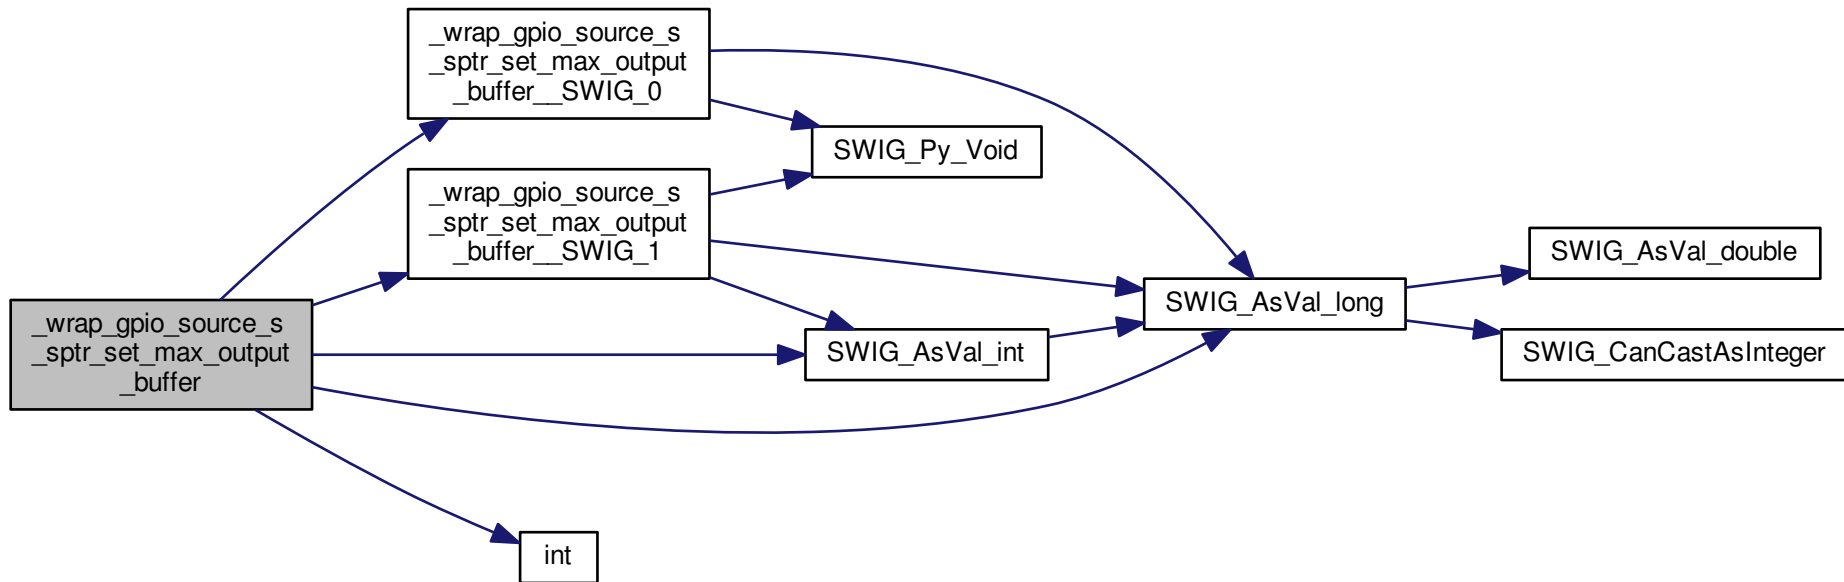 _wrap_gpio_source_s
_sptr_set_max_output
_buffer__SWIG_0
SWIG_Py_Void
_wrap_gpio_source_s
_sptr_set_max_output
_buffer__SWIG_1
SWIG_AsVal_double
SWIG_AsVal_long
_wrap_gpio_source_s
_sptr_set_max_output
_buffer
SWIG_AsVal_int
SWIG_CanCastAsInteger
int